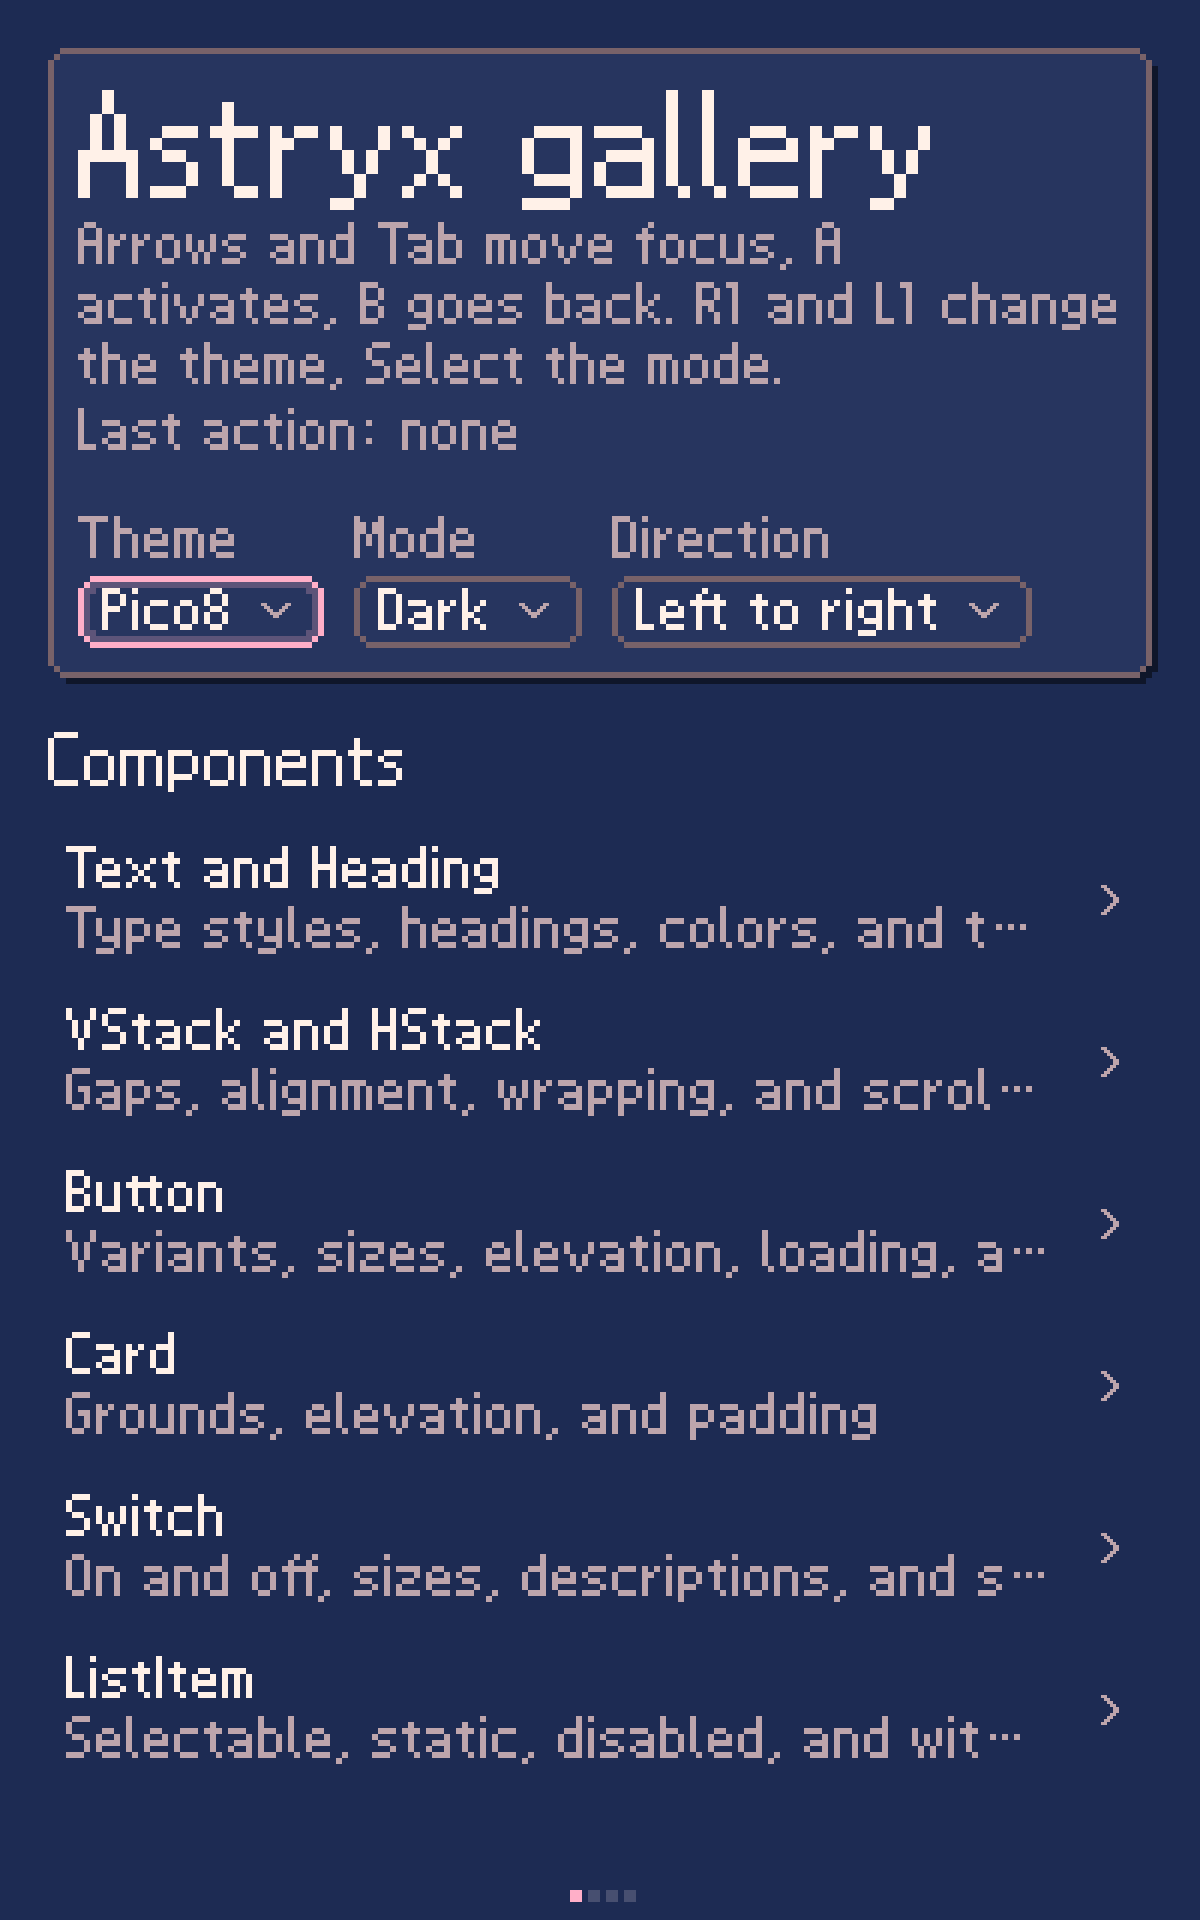 Astryx gallery
Arrows and Tab move focus, A
activates, B goes back. R1 and L1 change
the theme, Select the mode.
Last action: none
Theme Mode Direction
Pico8 Dark Left to right
Components
Text and Heading
Type styles, headings, colors, and t…
VStack and HStack
Gaps, alignment, wrapping, and scrol…
Button
Variants, sizes, elevation, loading, a…
Card
Grounds, elevation, and padding
Switch
On and off, sizes, descriptions, and s…
ListItem
Selectable, static, disabled, and wit…